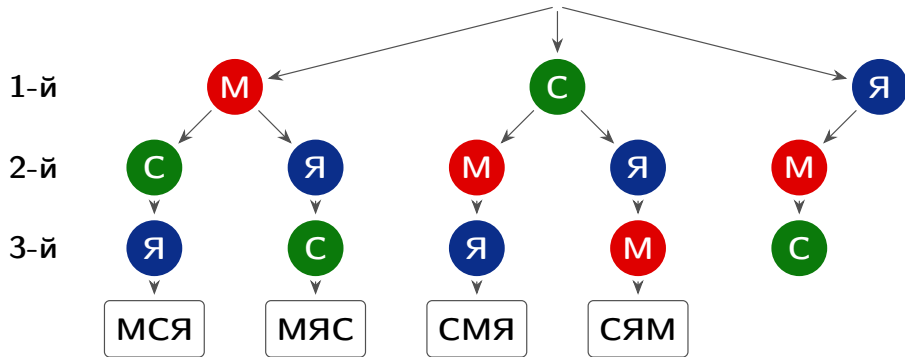 1-й М С Я
2-й С Я М Я М
3-й Я С Я М С
МСЯ МЯС СМЯ СЯМ